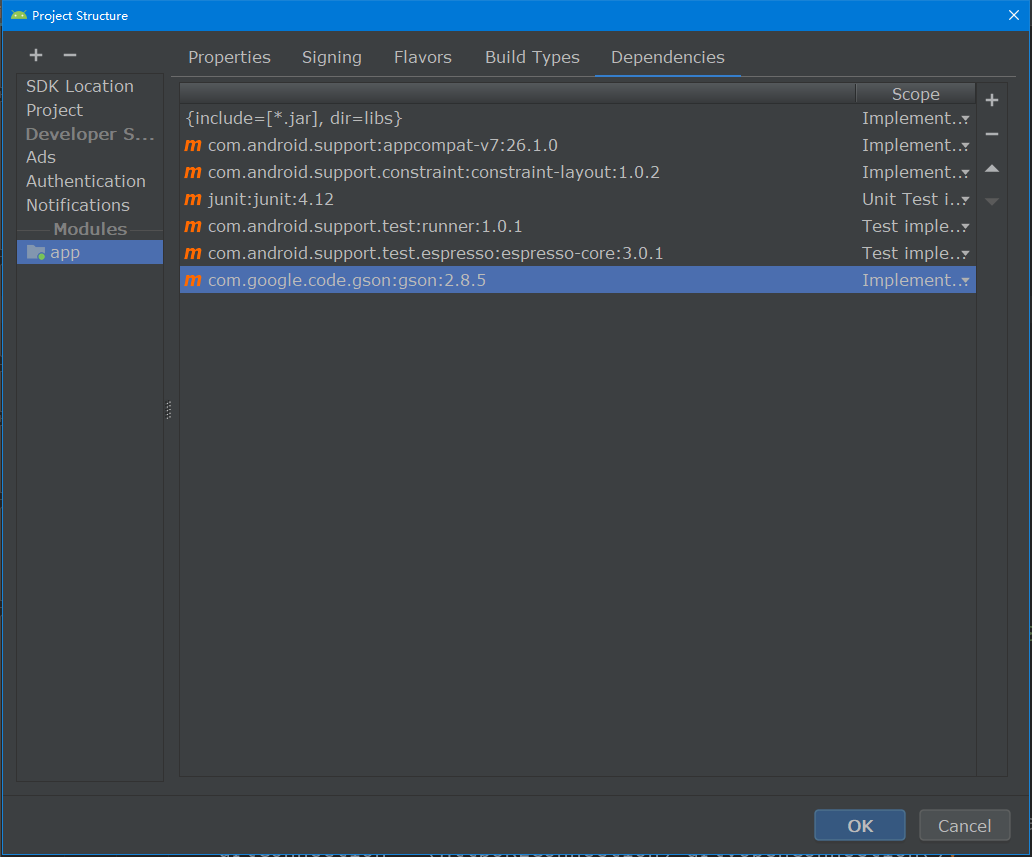 Project Structure
Properties Signing Flavors Build Types Dependencies
SDK Location
Project
Developer S...
Ads
Authentication
Notifications
Modules
app
Scope
{include=[*.jar], dir=libs} Implement...
m com.android.support:appcompat-v7:26.1.0 Implement...
m com.android.support.constraint:constraint-layout:1.0.2 Implement...
m junit:junit:4.12 Unit Test i...
m com.android.support.test:runner:1.0.1 Test imple...
m com.android.support.test.espresso:espresso-core:3.0.1 Test imple...
m com.google.code.gson:gson:2.8.5 Implement...
OK Cancel